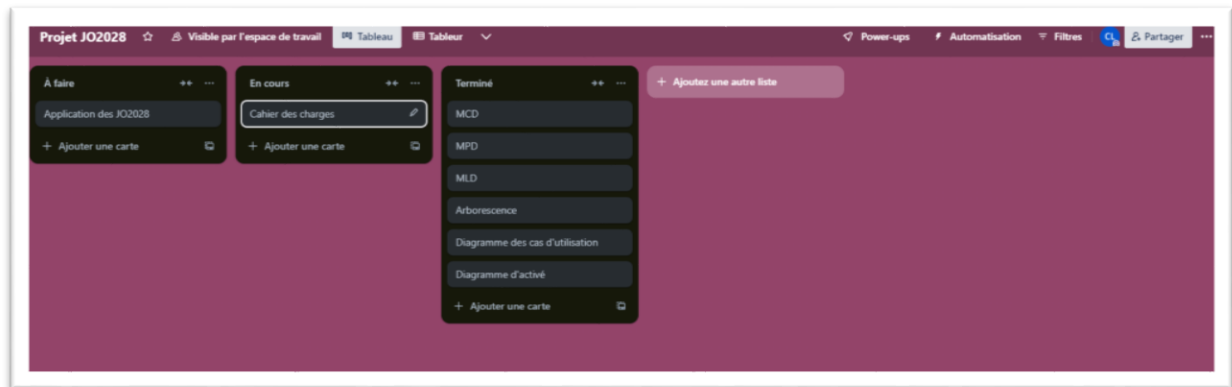 Projet JO2028 Visible par l'espace de travail Tableau Tableur Power-ups Automatisation Filtres CL Partager
À faire
Application des JO2028
+ Ajouter une carte
En cours
Cahier des charges
+ Ajouter une carte
Terminé
MCD
MPD
MLD
Arborescence
Diagramme des cas d'utilisation
Diagramme d'activé
+ Ajouter une carte
+ Ajoutez une autre liste